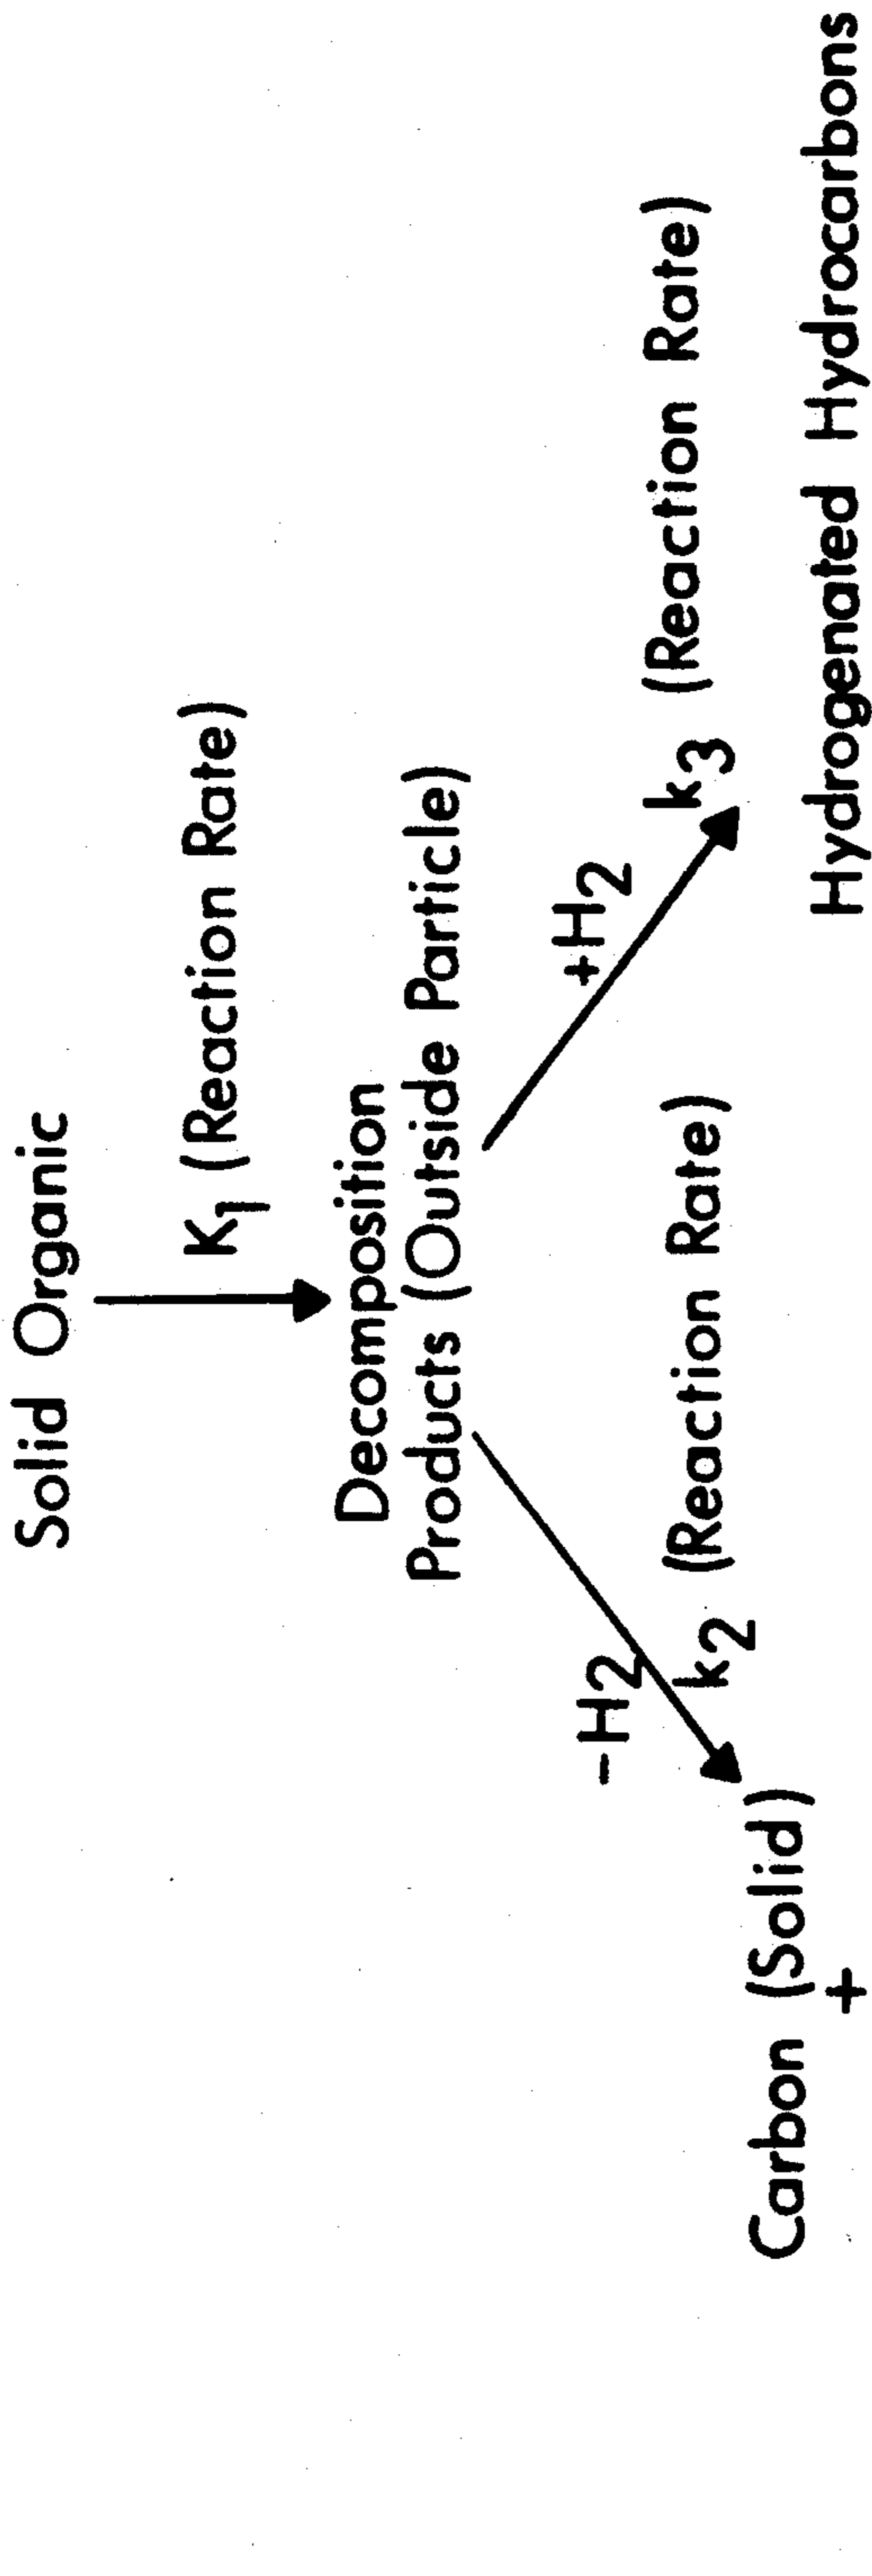 Solid Organic
K1 (Reaction Rate)
Decomposition
Products (Outside Particle)
-H2
+H2
k2 (Reaction Rate)
k3 (Reaction Rate)
Carbon (Solid)
+
Hydrogenated Hydrocarbons